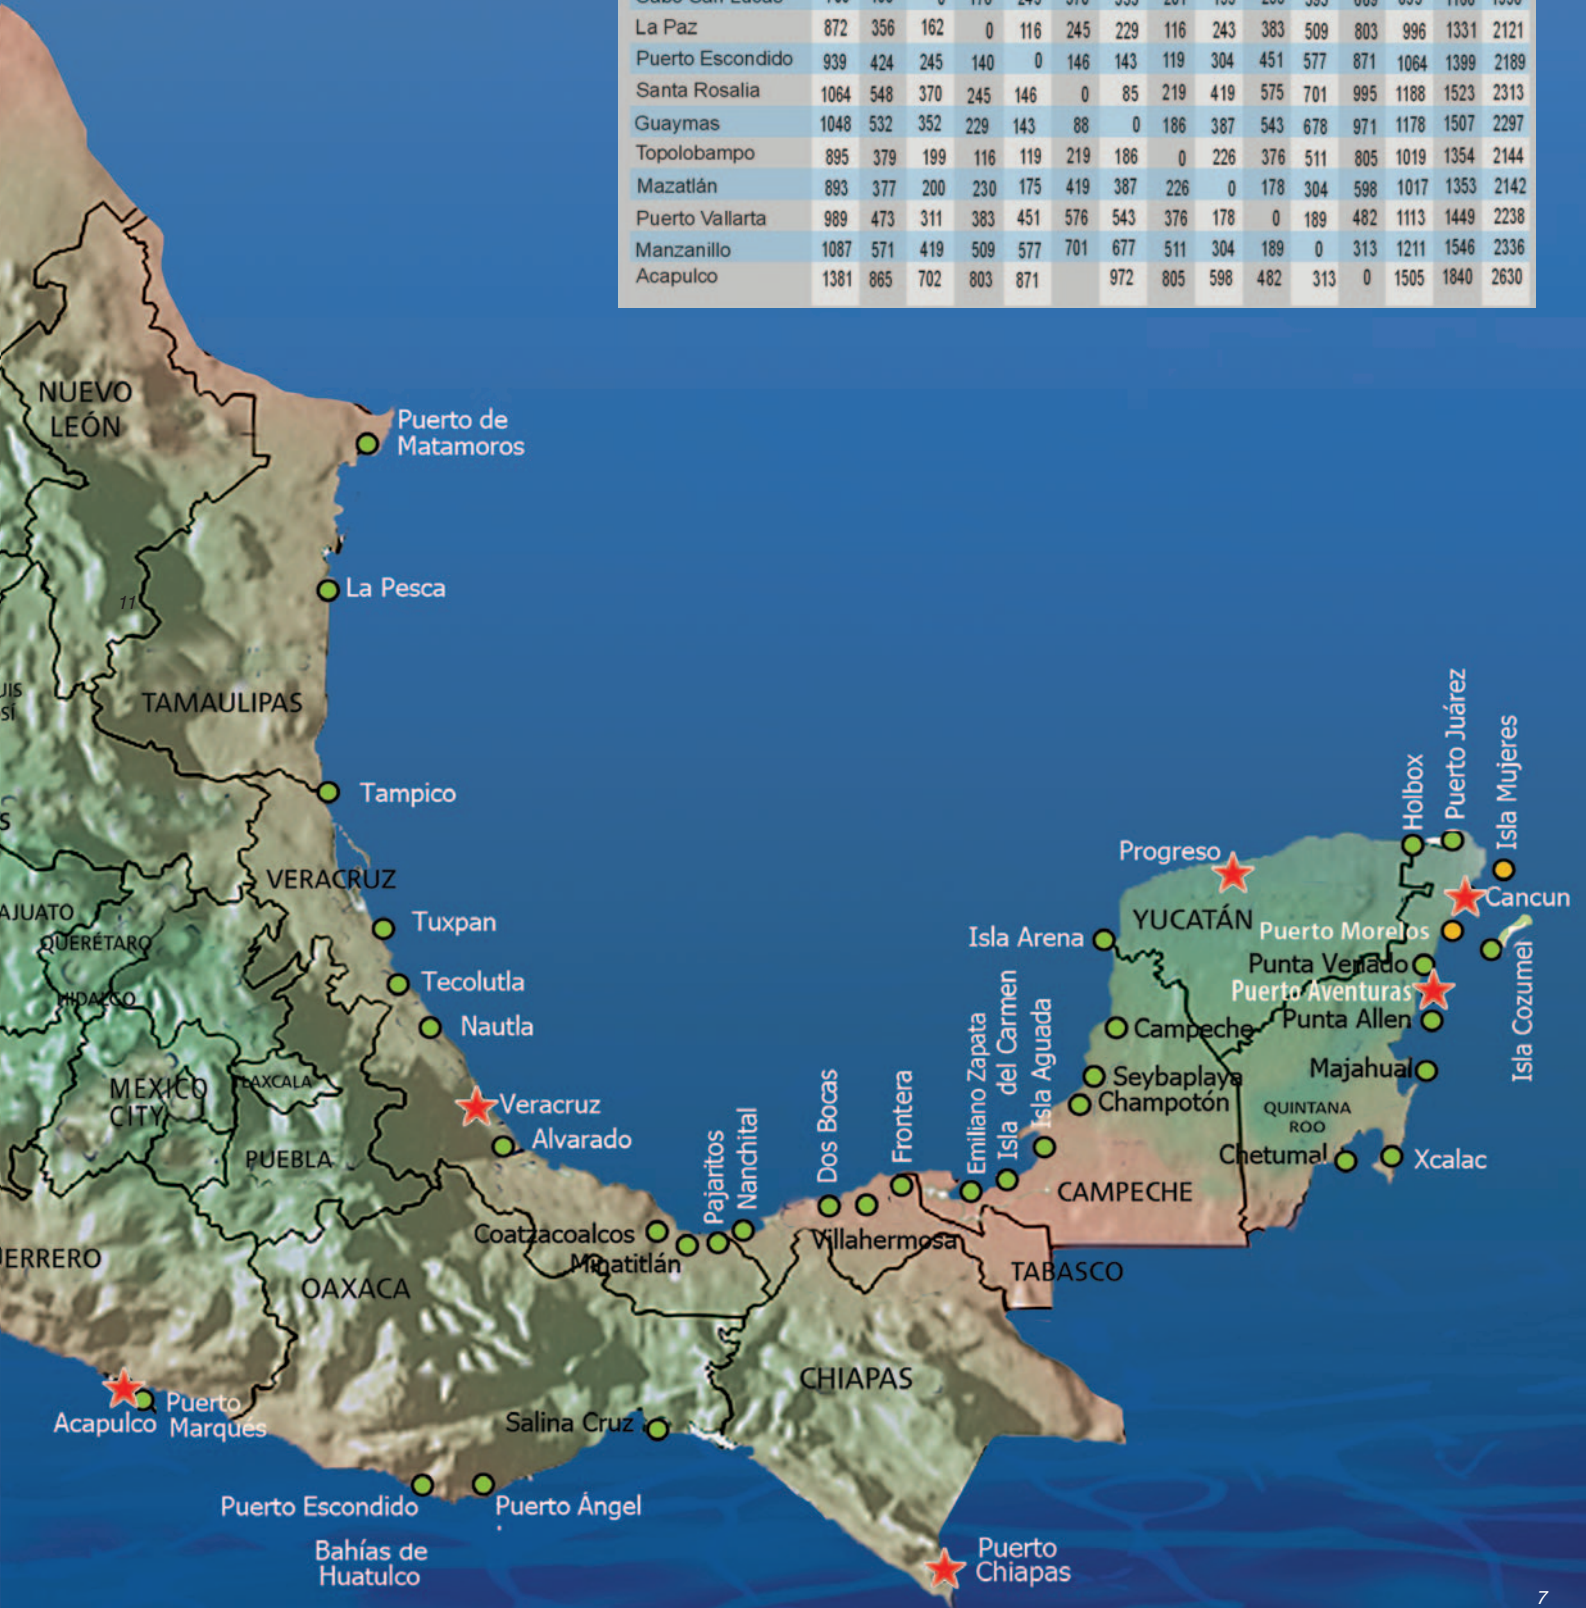 La Paz 872 356 162 0 116 245 229 116 243 383 509 803 996 1331 2121
Puerto Escondido 939 424 245 140 0 146 143 119 304 451 577 871 1064 1399 2189
Santa Rosalia 1064 548 370 245 146 0 85 219 419 575 701 995 1188 1523 2313
Guaymas 1048 532 352 229 143 88 0 186 387 543 678 971 1178 1507 2297
Topolobampo 895 379 199 116 119 219 186 0 226 376 511 805 1019 1354 2144
Mazatlán 893 377 200 230 175 419 387 226 0 178 304 598 1017 1353 2142
Puerto Vallarta 989 473 311 383 451 576 543 376 178 0 189 482 1113 1449 2238
Manzanillo 1087 571 419 509 577 701 677 511 304 189 0 313 1211 1546 2336
Acapulco 1381 865 702 803 871 972 805 598 482 313 0 1505 1840 2630
NUEVO
LEÓN
Puerto de
Matamoros
La Pesca
11
UIS
SÍ
TAMAULIPAS
Tampico
S
VERACRUZ
AJUATO
Tuxpan
QUERÉTARO
Tecolutla
HIDALGO
Nautla
MEXICO
CITY
TLAXCALA
Veracruz
Alvarado
PUEBLA
Coatzacoalcos
Minatitlán
Pajaritos
Nanchital
Dos Bocas
Villahermosa
Frontera
Emiliano Zapata
Isla del Carmen
Isla Aguada
Isla Arena
Progreso
YUCATÁN
Holbox
Puerto Juárez
Isla Mujeres
Cancun
Puerto Morelos
Punta Venado
Puerto Aventuras
Isla Cozumel
Punta Allen
Campeche
Seybaplaya
Champotón
Majahual
QUINTANA
ROO
Chetumal
Xcalac
CAMPECHE
TABASCO
ERRERO
OAXACA
CHIAPAS
Acapulco
Puerto
Marqués
Salina Cruz
Puerto Escondido
Puerto Ángel
Bahías de
Huatulco
Puerto
Chiapas
7